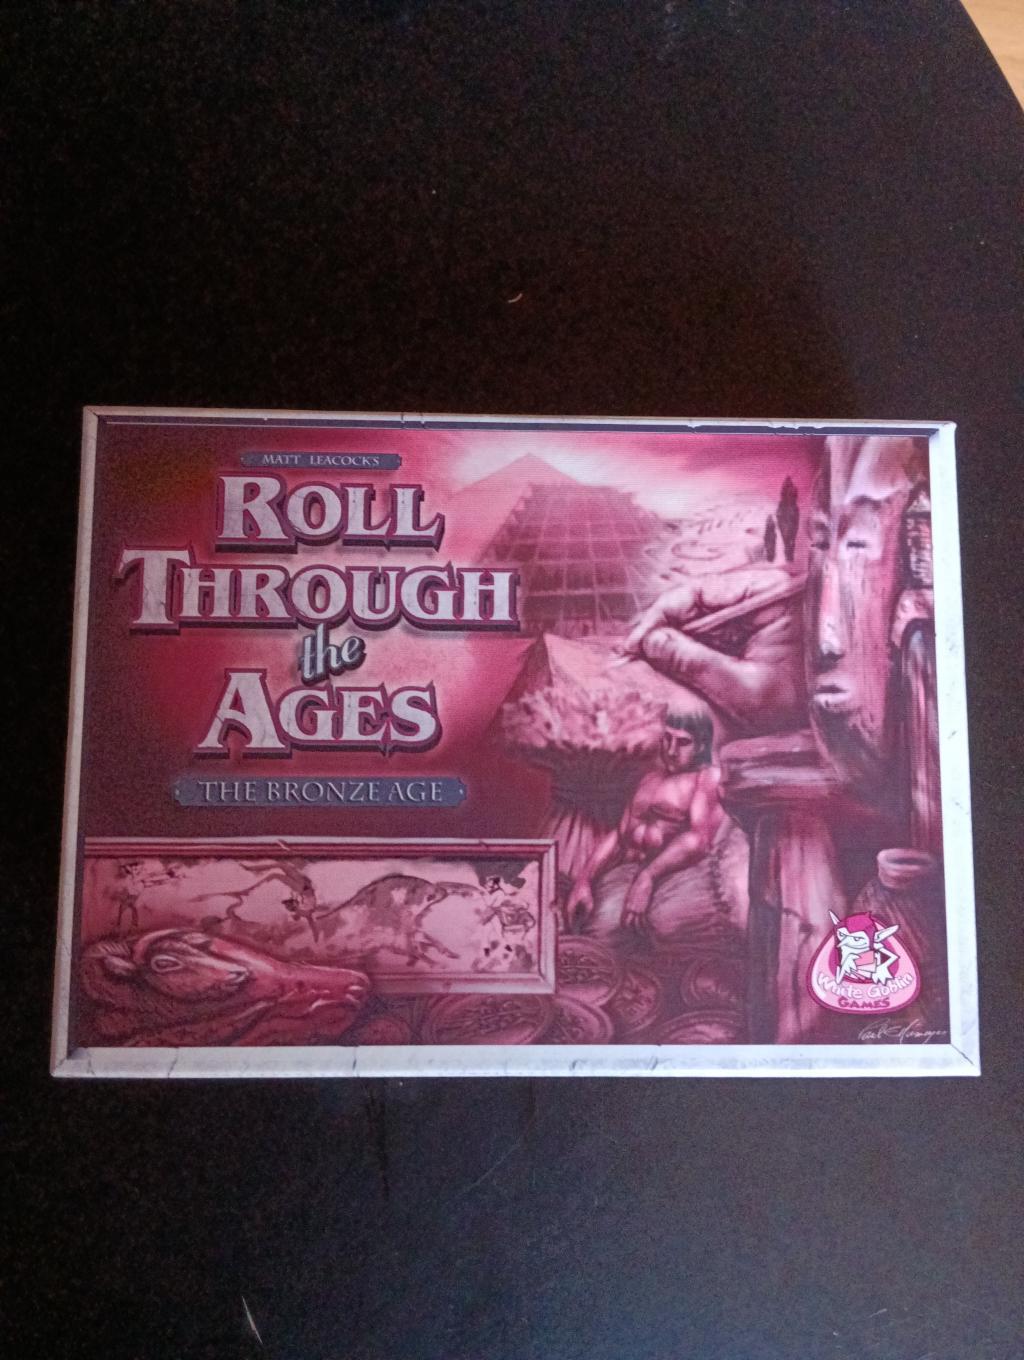 MATT LEACOCK'S
ROLL
THROUGH
the
AGES
THE BRONZE AGE
White Goblin
GAMES